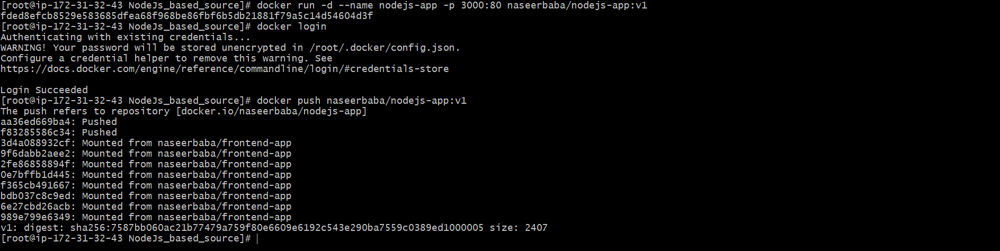 [root@ip-172-31-32-43 NodeJs_based_source]# docker run -d --name nodejs-app -p 3000:80 naseerbaba/nodejs-app:v1
fded8efcb8529e583685dfea68f968be86fbf6b5db21881f79a5c14d54604d3f
[root@ip-172-31-32-43 NodeJs_based_source]# docker login
Authenticating with existing credentials...
WARNING! Your password will be stored unencrypted in /root/.docker/config.json.
Configure a credential helper to remove this warning. See
https://docs.docker.com/engine/reference/commandline/login/#credentials-store
Login Succeeded
[root@ip-172-31-32-43 NodeJs_based_source]# docker push naseerbaba/nodejs-app:v1
The push refers to repository [docker.io/naseerbaba/nodejs-app]
aa36ed669ba4: Pushed
f83285586c34: Pushed
3d4a088932cf: Mounted from naseerbaba/frontend-app
9f6dabb2aee2: Mounted from naseerbaba/frontend-app
2fe86858894f: Mounted from naseerbaba/frontend-app
0e7bffb1d445: Mounted from naseerbaba/frontend-app
f365cb491667: Mounted from naseerbaba/frontend-app
bdb037c8c9ed: Mounted from naseerbaba/frontend-app
6e27cbd26acb: Mounted from naseerbaba/frontend-app
989e799e6349: Mounted from naseerbaba/frontend-app
v1: digest: sha256:7587bb060ac21b77479a759f80e6609e6192c543e290ba7559c0389ed1000005 size: 2407
[root@ip-172-31-32-43 NodeJs_based_source]#